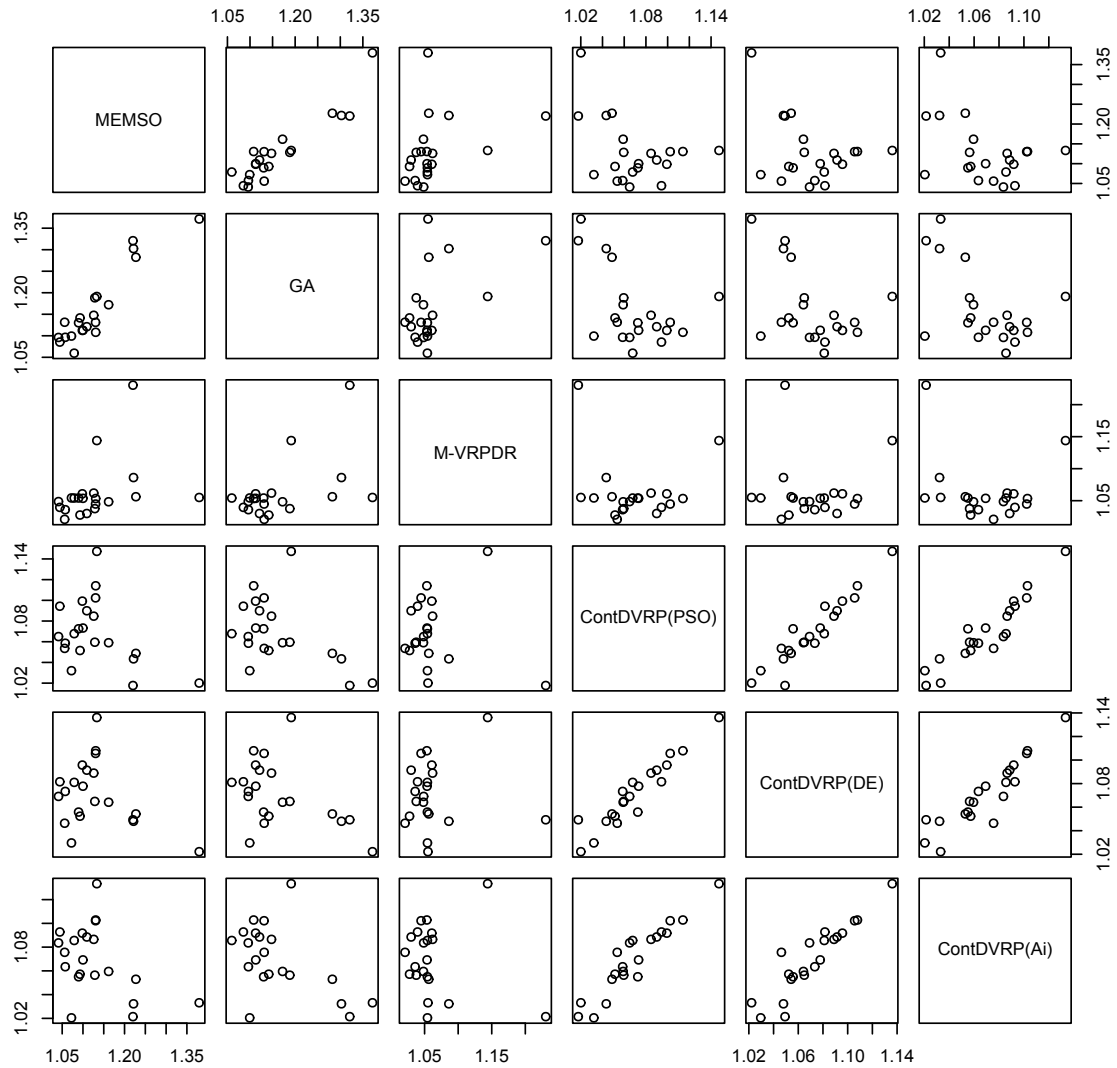 1.05 1.20 1.35 1.02 1.08 1.14 1.02 1.06 1.10
MEMSO
1.05 1.20 1.35
1.05 1.20 1.35
GA
M-VRPDR
1.05 1.15
1.02 1.08 1.14
ContDVRP(PSO)
ContDVRP(DE)
1.02 1.08 1.14
1.02 1.08
ContDVRP(Ai)
1.05 1.20 1.35 1.05 1.15 1.02 1.06 1.10 1.14